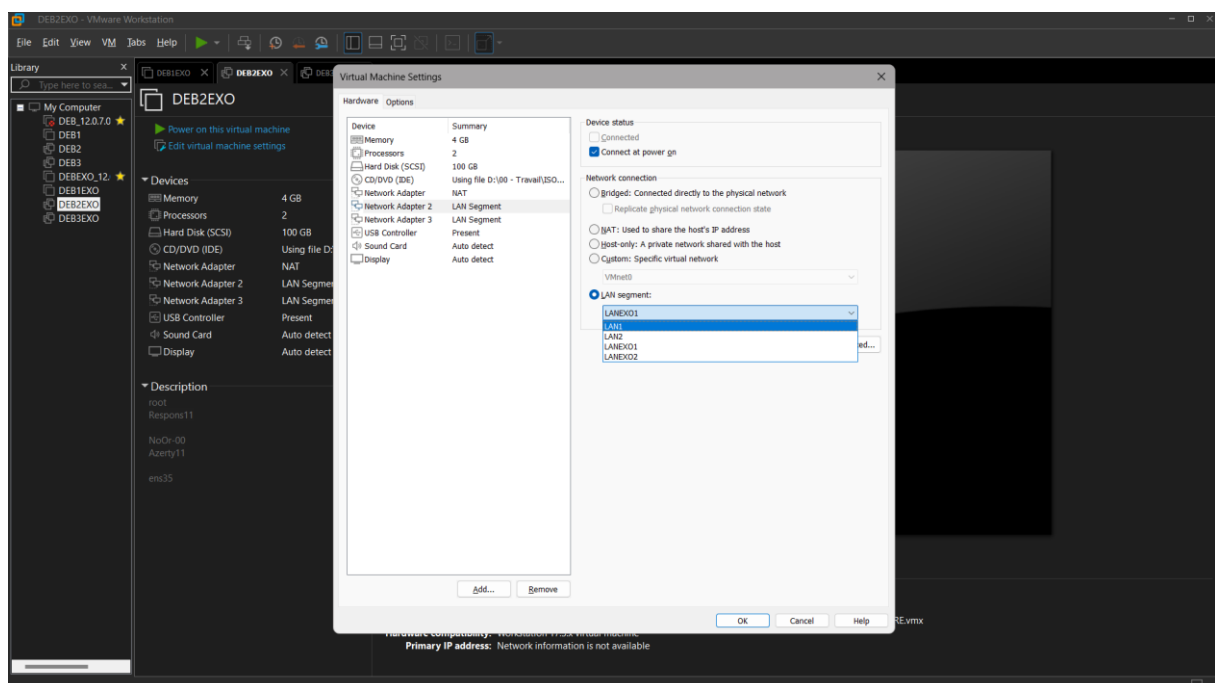 DEB2EXO - VMware Workstation
File Edit View VM Tabs Help
Library X
Type here to sea...
My Computer
DEB_12.0.7.0
DEB1
DEB2
DEB3
DEBEXO_12.
DEB1EXO
DEB2EXO
DEB3EXO
DEB1EXO X DEB2EXO X
DEB2EXO
Power on this virtual machine
Edit virtual machine settings
Devices
Memory 4 GB
Processors 2
Hard Disk (SCSI) 100 GB
CD/DVD (IDE) Using file D:
Network Adapter NAT
Network Adapter 2 LAN Segmen
Network Adapter 3 LAN Segmen
USB Controller Present
Sound Card Auto detect
Display Auto detect
Description
root
Respons11
NoOr-00
Azerty11
ens35
Virtual Machine Settings
Hardware Options
Device Summary
Memory 4 GB
Processors 2
Hard Disk (SCSI) 100 GB
CD/DVD (IDE) Using file D:\00 - Travail\ISO...
Network Adapter NAT
Network Adapter 2 LAN Segment
Network Adapter 3 LAN Segment
USB Controller Present
Sound Card Auto detect
Display Auto detect
Add... Remove
Device status
Connected
Connect at power on
Network connection
Bridged: Connected directly to the physical network
Replicate physical network connection state
NAT: Used to share the host's IP address
Host-only: A private network shared with the host
Custom: Specific virtual network
VMnet0
LAN segment:
LANEXO1
LAN1
LAN2
LANEXO1
LANEXO2
ed...
OK Cancel Help
RE.vmx
Hardware compatibility: Workstation 17.5.x virtual machine
Primary IP address: Network information is not available